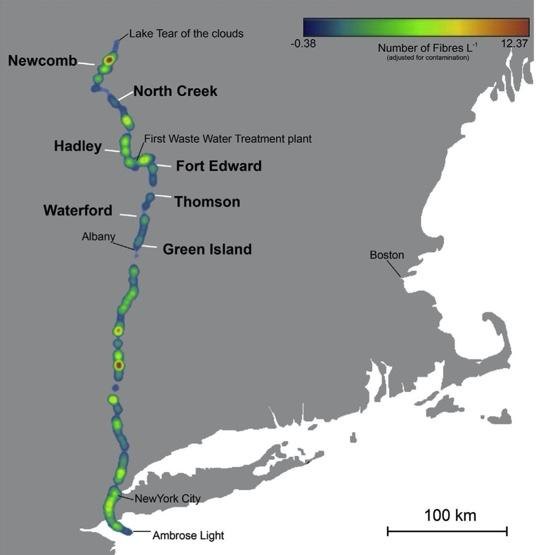 -0.38
12.37
Number of Fibres L-1
(adjusted for contamination)
Lake Tear of the clouds
Newcomb
North Creek
First Waste Water Treatment plant
Hadley
Fort Edward
Thomson
Waterford
Albany
Green Island
Boston
NewYork City
100 km
Ambrose Light